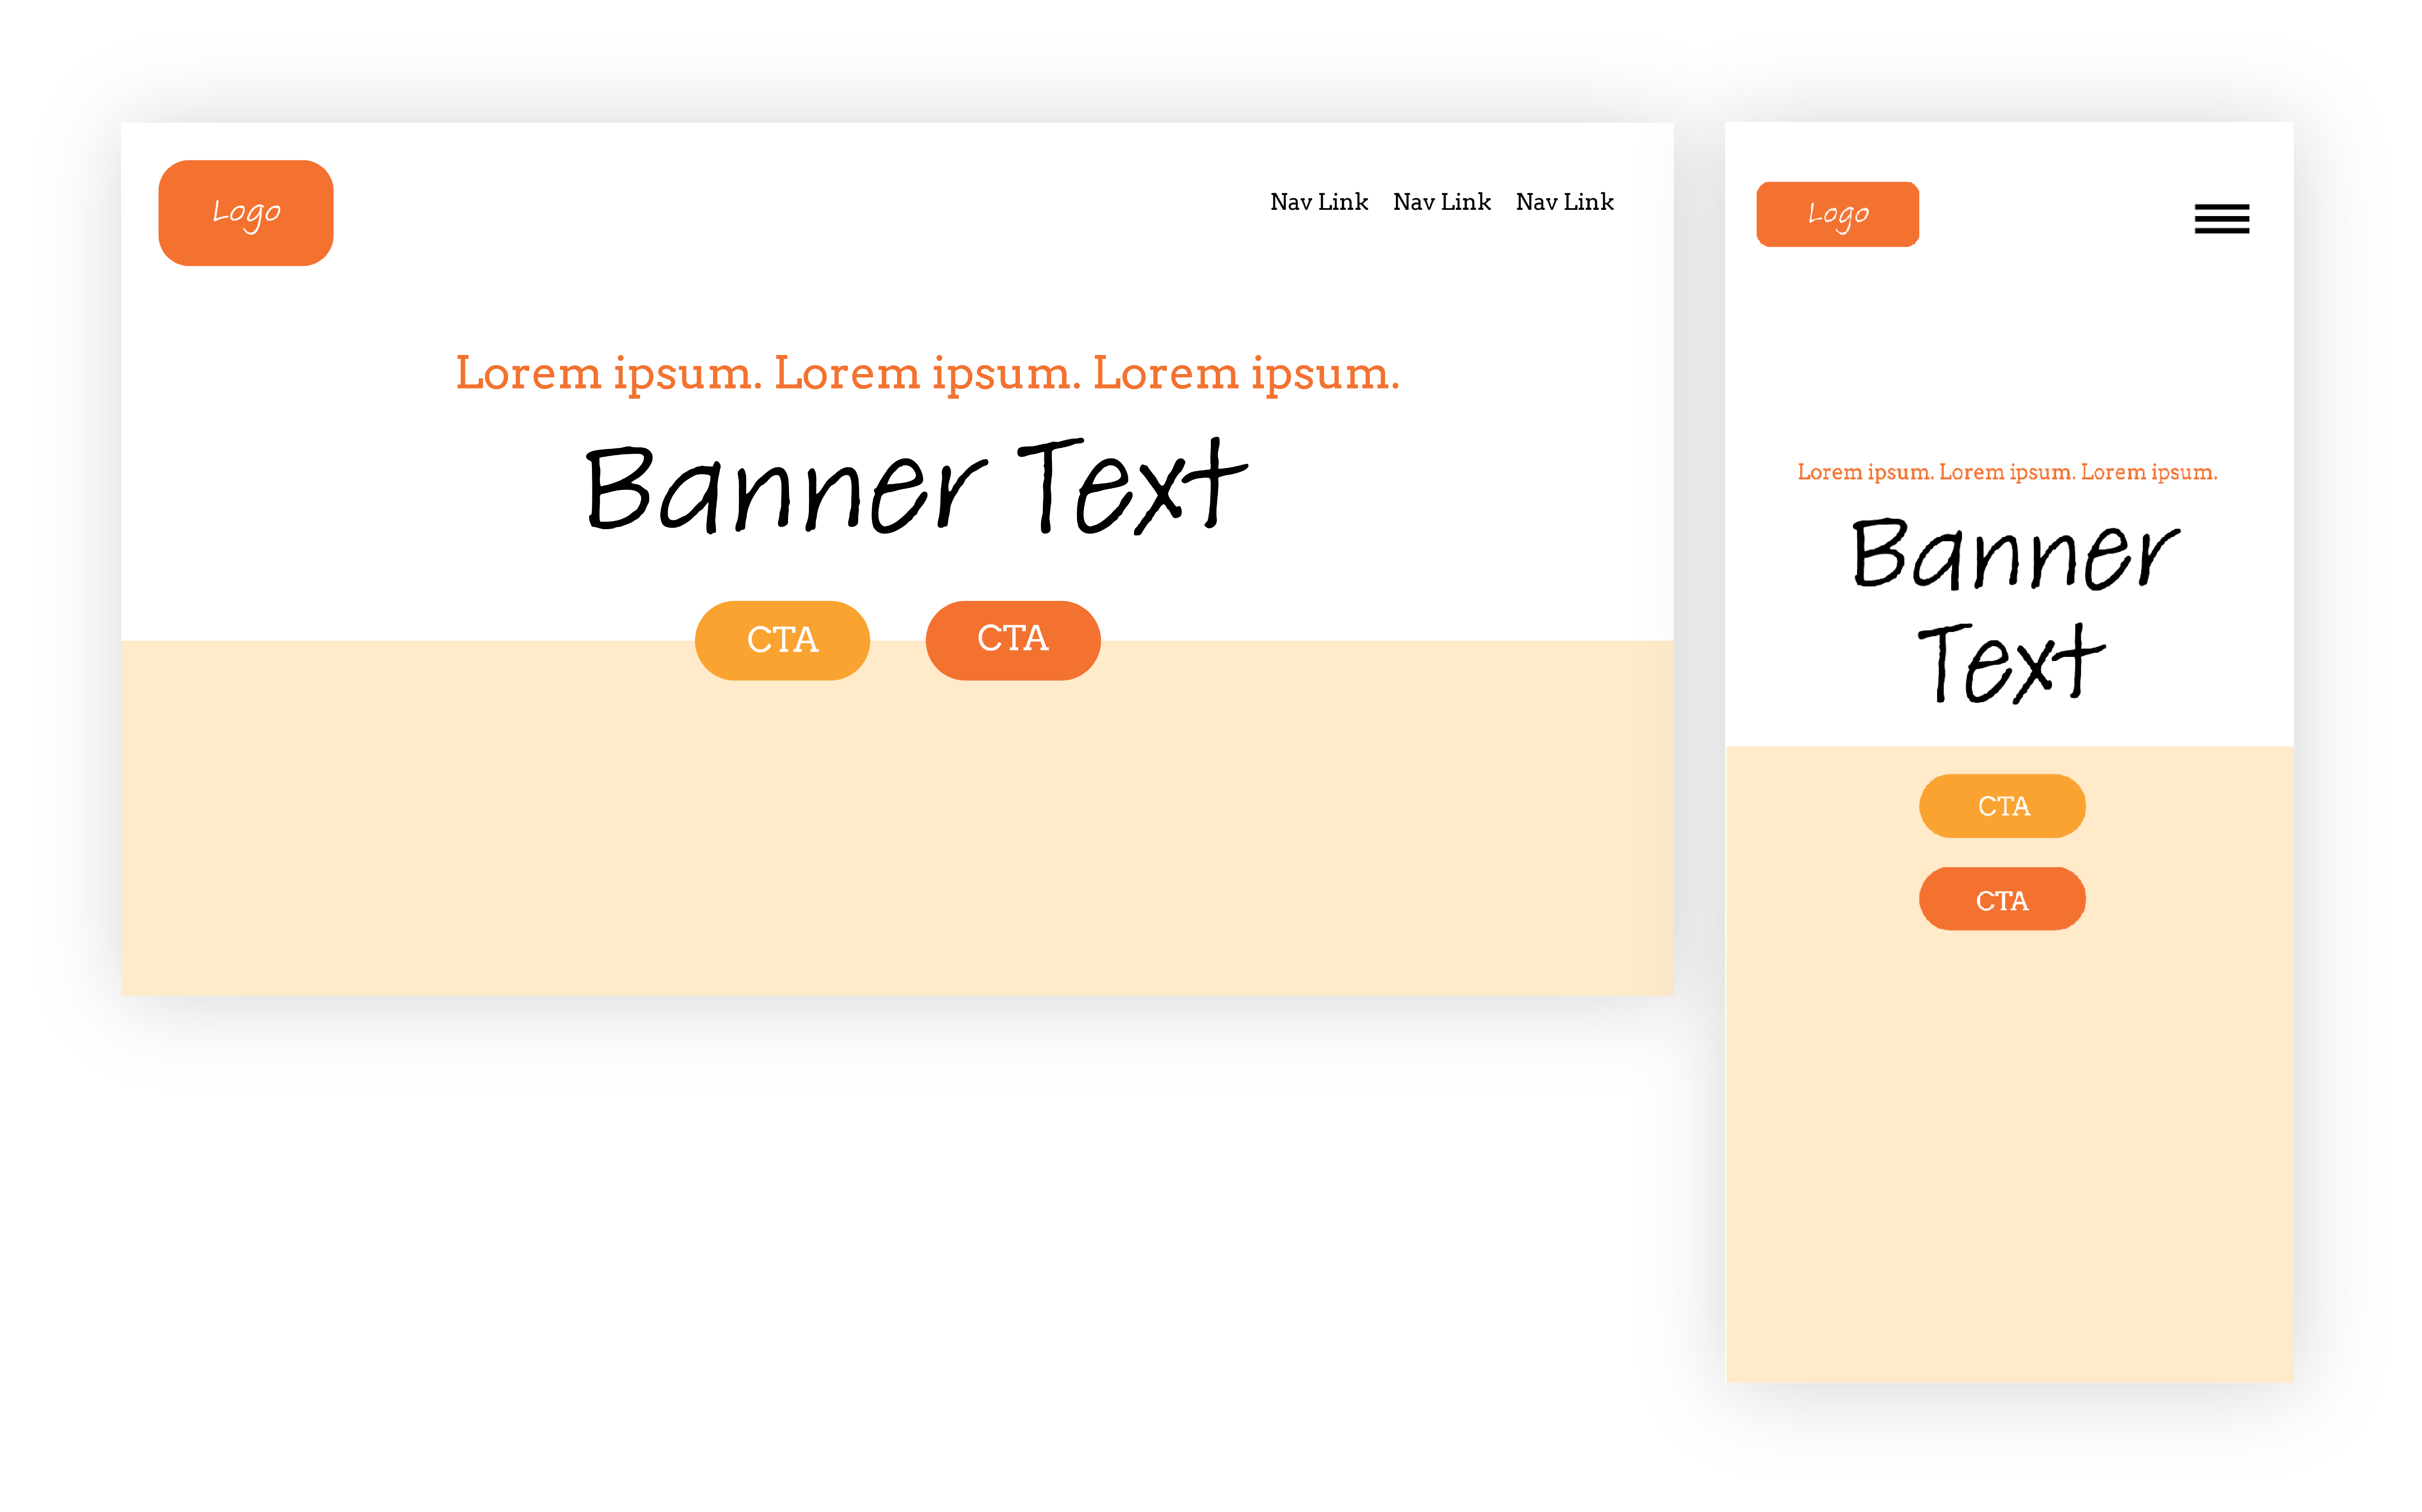 Logo
Nav Link Nav Link Nav Link
Lorem ipsum. Lorem ipsum. Lorem ipsum.
Banner Text
CTA CTA
Logo
Lorem ipsum. Lorem ipsum. Lorem ipsum.
Banner
Text
CTA
CTA